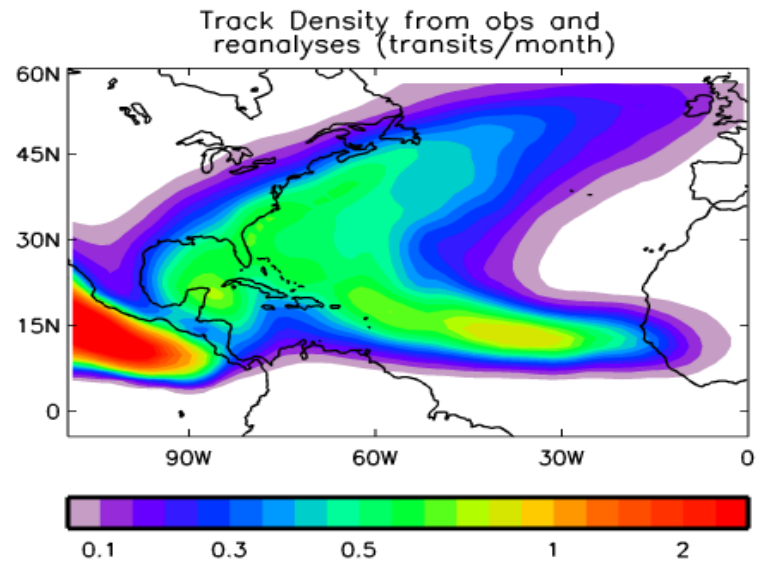 Track Density from obs and
reanalyses (transits/month)
60N
45N
30N
15N
0
90W 60W 30W 0
0.1 0.3 0.5 1 2